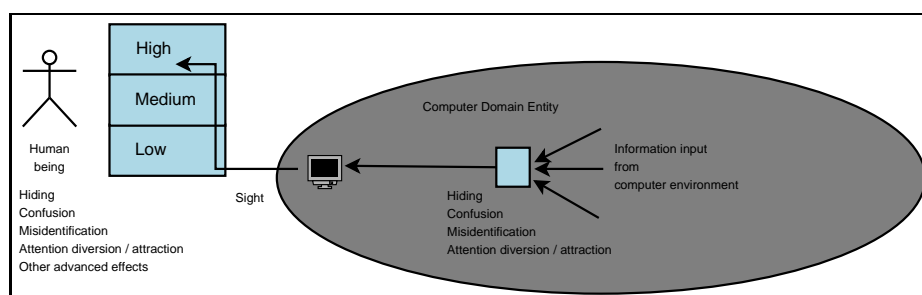 High
Medium
Low
Human
being
Hiding
Confusion
Misidentification
Attention diversion / attraction
Other advanced effects
Sight
Computer Domain Entity
Hiding
Confusion
Misidentification
Attention diversion / attraction
Information input
from
computer environment